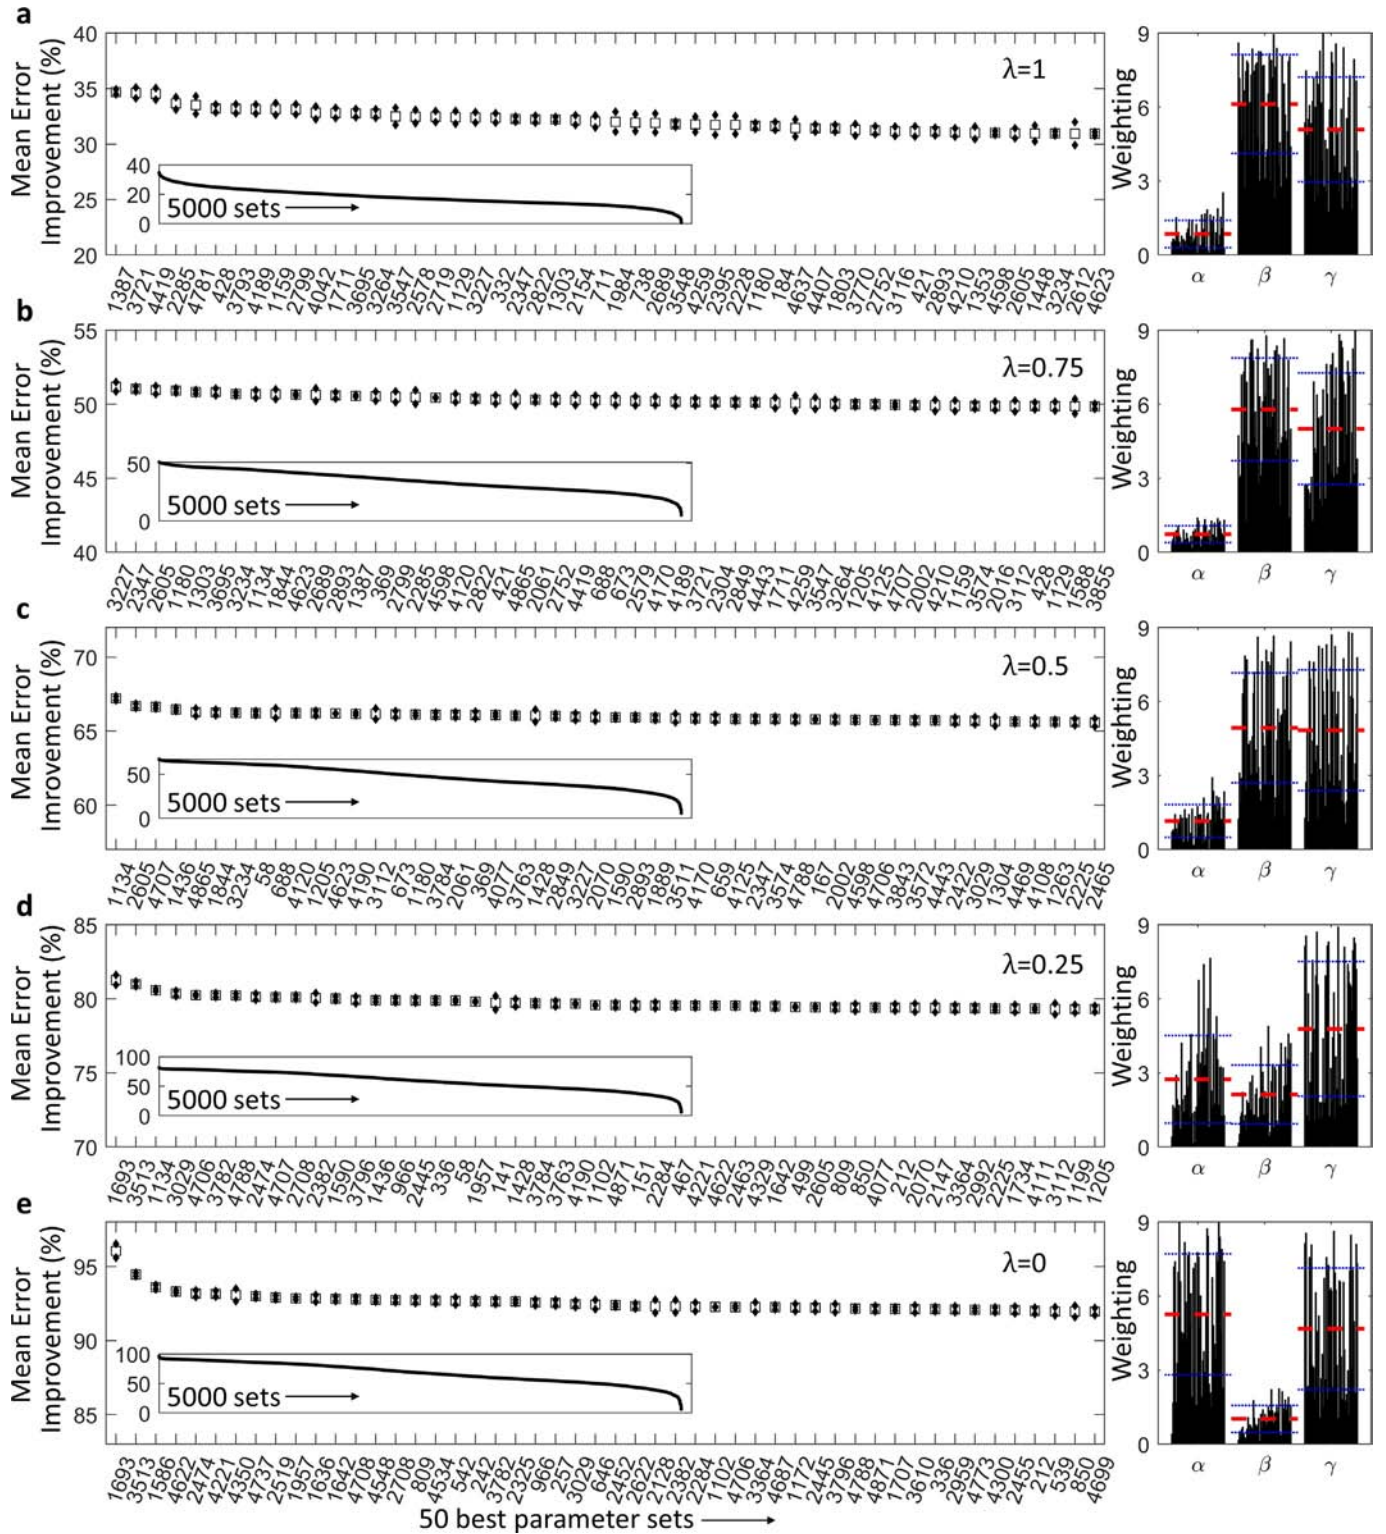 a
Mean Error
Improvement (%)
40
35
30
25
20
λ=1
40
20
0
5000 sets
1387 3721 4419 2285 4781 428 3793 4189 1159 2799 4042 1711 3695 3264 3547 2578 2719 1129 3227 332 2347 2822 1303 2154 711 1984 738 2689 3548 4259 2395 2228 1180 184 4637 4407 1803 3770 2752 3116 421 2893 4210 1353 4598 2605 1448 3234 2612 4623
Weighting
9
6
3
0
α β γ
b
Mean Error
Improvement (%)
55
50
45
40
λ=0.75
50
0
5000 sets
3227 2347 2605 1180 1303 3695 3234 1134 1844 4623 2689 2893 1387 369 2799 2285 4598 4120 2822 421 4865 2061 2752 4419 688 673 2579 4170 4189 3721 2304 2849 4443 1711 4259 3547 3264 1205 4125 4707 2002 4210 1159 3574 2016 3112 428 1129 1588 3855
Weighting
9
6
3
0
α β γ
c
Mean Error
Imrovement (%)
70
65
60
λ=0.5
50
0
5000 sets
1134 2605 4707 1436 4865 1844 3234 58 688 4120 1205 4623 4190 3112 673 1180 3784 2061 369 4077 3763 1428 2849 3227 2070 1590 2893 1889 3511 4170 659 4125 2347 3574 4788 167 2002 4598 4706 3843 3572 4443 2422 3029 1304 4469 4108 1263 2225 2465
Weighting
9
6
3
0
α β γ
d
Mean Error
Improvement (%)
85
80
75
70
λ=0.25
100
50
0
5000 sets
1693 3513 1134 3029 4706 3782 4788 2474 4707 2708 2382 1590 3796 1436 966 2445 336 58 1957 141 1428 3784 3763 4190 1102 4871 151 2284 467 4221 4622 2463 4329 1642 499 2605 809 850 4077 212 2070 2147 3364 2992 2225 1734 4111 3112 1199 1205
Weighting
9
6
3
0
α β γ
e
Mean Error
Improvement (%)
95
90
85
λ=0
100
50
0
5000 sets
1693 3513 1586 4622 2474 4221 4350 4737 2519 1957 1636 1642 4708 4548 2708 809 4534 542 242 3782 2325 966 257 3029 646 2452 2622 2128 2382 2284 1102 4706 3364 4687 1172 2445 3796 4788 4871 1707 3610 336 2959 4773 4300 2455 212 539 850 4699
Weighting
9
6
3
0
α β γ
50 best parameter sets